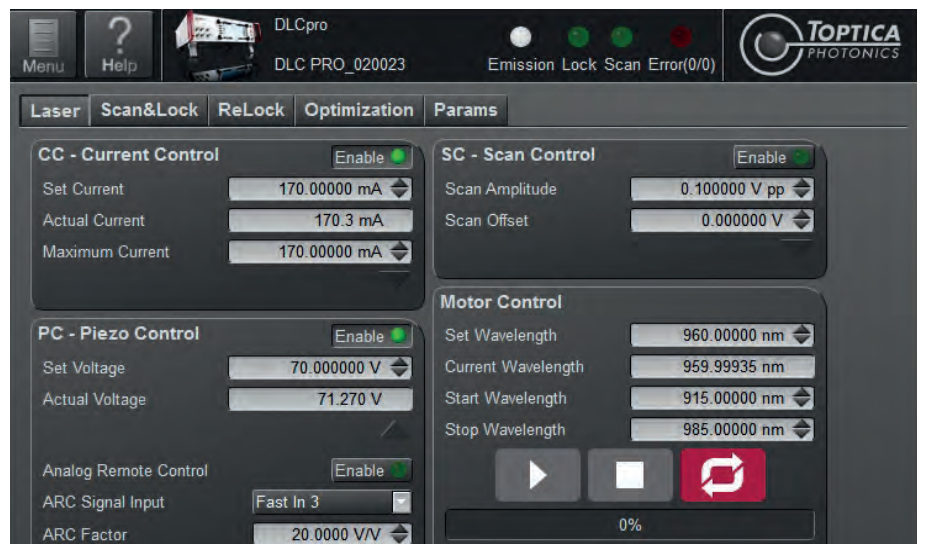 DLCpro
TOPTICA
PHOTONICS
Menu
Help
DLC PRO_020023
Emission Lock Scan Error(0/0)
Laser Scan&Lock ReLock Optimization Params
CC - Current Control
Enable
Set Current
170.00000 mA
Actual Current
170.3 mA
Maximum Current
170.00000 mA
PC - Piezo Control
Enable
Set Voltage
70.000000 V
Actual Voltage
71.270 V
Analog Remote Control
Enable
ARC Signal Input
Fast In 3
ARC Factor
20.0000 V/V
SC - Scan Control
Enable
Scan Amplitude
0.100000 V pp
Scan Offset
0.000000 V
Motor Control
Set Wavelength
960.00000 nm
Current Wavelength
959.99935 nm
Start Wavelength
915.00000 nm
Stop Wavelength
985.00000 nm
0%